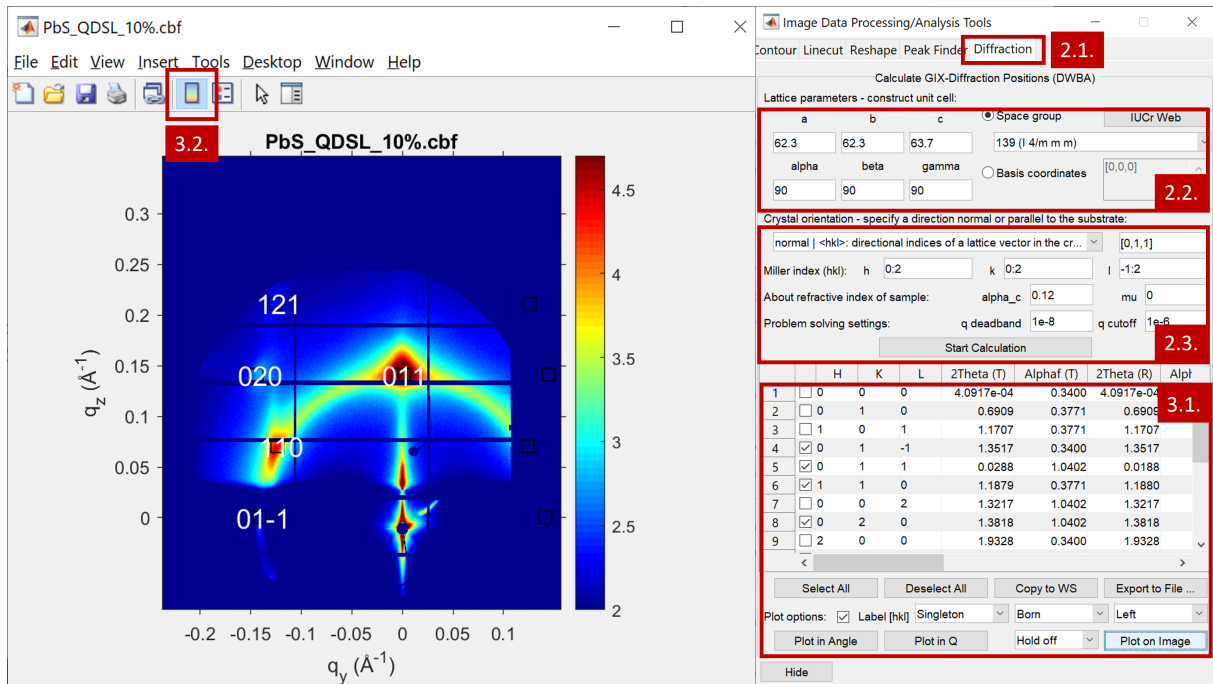 PbS_QDSL_10%.cbf
File Edit View Insert Tools Desktop Window Help
3.2.
PbS_QDSL_10%.cbf
0.3
0.25
0.2
0.15
0.1
0.05
0
q_z (Å^-1)
121
020
011
110
01-1
-0.2 -0.15 -0.1 -0.05 0 0.05 0.1
q_y (Å^-1)
4.5
4
3.5
3
2.5
2
Image Data Processing/Analysis Tools
Contour Linecut Reshape Peak Finder Diffraction
2.1.
Calculate GIX-Diffraction Positions (DWBA)
Lattice parameters - construct unit cell:
a b c Space group IUCr Web
62.3 62.3 63.7 139 (I 4/m m m)
alpha beta gamma Basis coordinates [0,0,0]
90 90 90
2.2.
Crystal orientation - specify a direction normal or parallel to the substrate:
normal | <hkl>: directional indices of a lattice vector in the cr... [0,1,1]
Miller index (hkl): h 0:2 k 0:2 l -1:2
About refractive index of sample: alpha_c 0.12 mu 0
Problem solving settings: q deadband 1e-8 q cutoff 1e-6
Start Calculation
2.3.
H K L 2Theta (T) Alphaf (T) 2Theta (R) Alph
1 0 0 0 4.0917e-04 0.3400 4.0917e-04
2 0 1 0 0.6909 0.3771 0.6909
3 1 0 1 1.1707 0.3771 1.1707
4 0 1 -1 1.3517 0.3400 1.3517
5 0 1 1 0.0288 1.0402 0.0188
6 1 1 0 1.1879 0.3771 1.1880
7 0 0 2 1.3217 1.0402 1.3217
8 0 2 0 1.3818 1.0402 1.3818
9 2 0 0 1.9328 0.3400 1.9328
3.1.
Select All Deselect All Copy to WS Export to File ...
Plot options: Label [hkl] Singleton Born Left
Plot in Angle Plot in Q Hold off Plot on Image
Hide